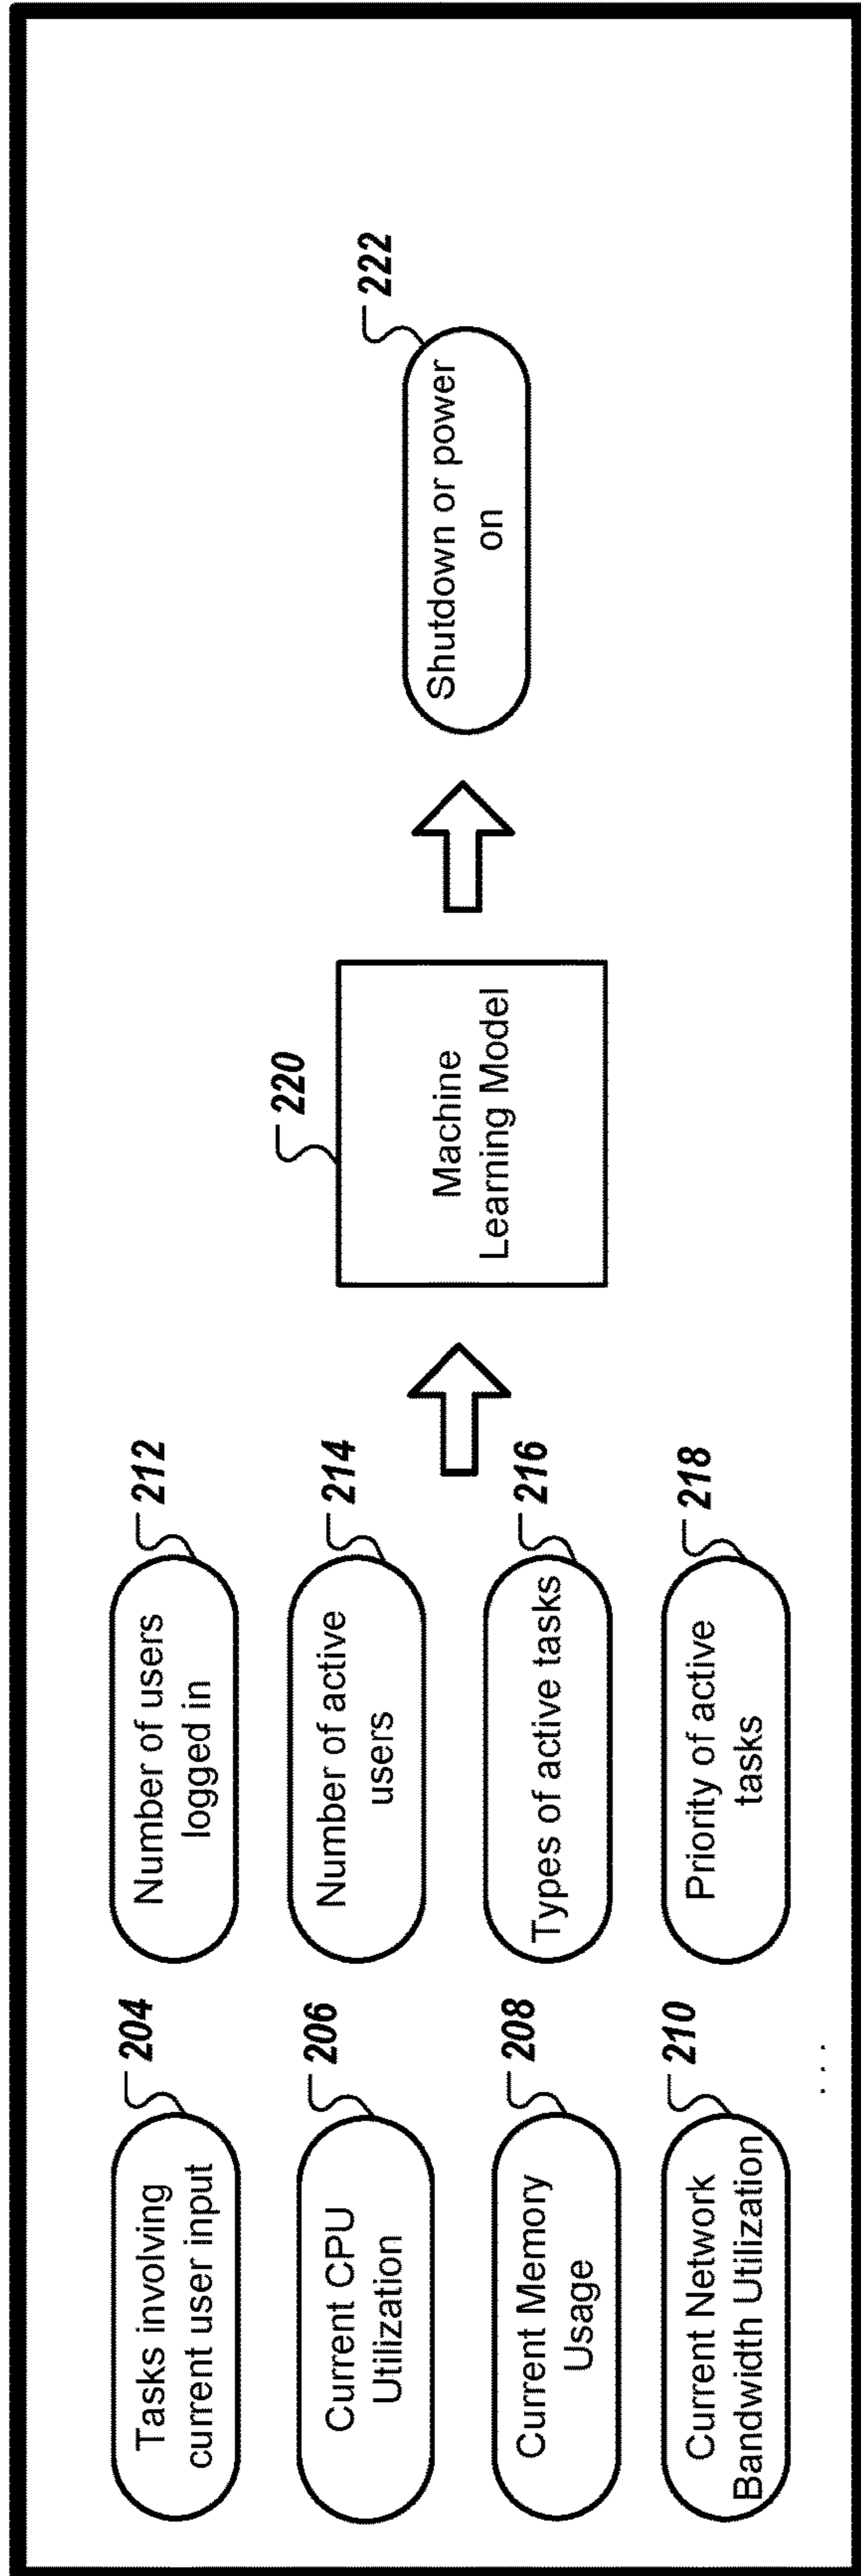 Tasks involving
current user input
204
Number of users
logged in
212
Current CPU
Utilization
206
Number of active
users
214
Current Memory
Usage
208
Types of active tasks
216
Current Network
Bandwidth Utilization
210
Priority of active
tasks
218
. . .
220
Machine
Learning Model
222
Shutdown or power
on